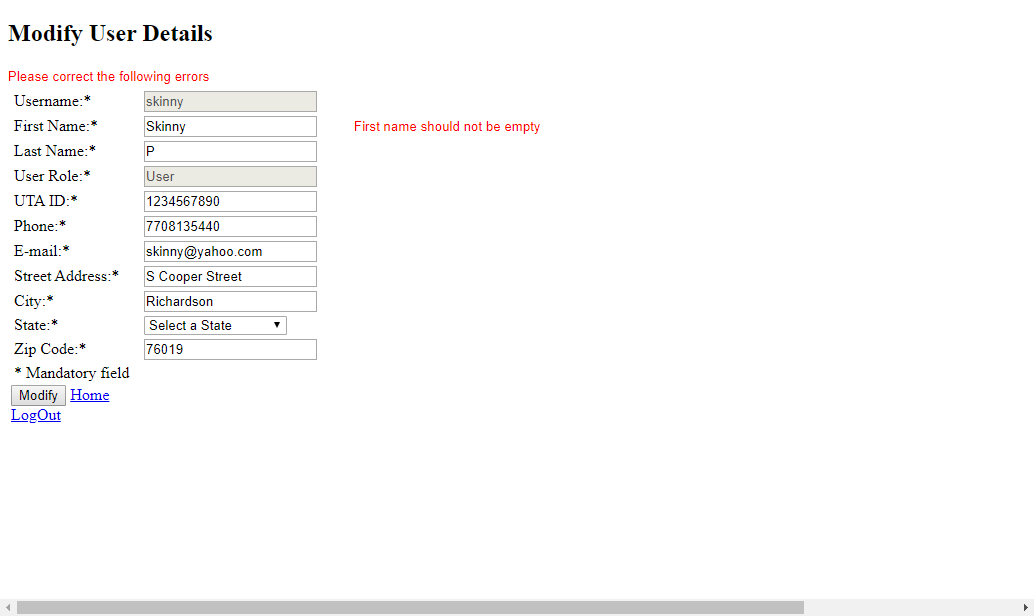 Modify User Details
Please correct the following errors
Username:* skinny
First Name:* Skinny First name should not be empty
Last Name:* P
User Role:* User
UTA ID:* 1234567890
Phone:* 7708135440
E-mail:* skinny@yahoo.com
Street Address:* S Cooper Street
City:* Richardson
State:* Select a State
Zip Code:* 76019
* Mandatory field
Modify Home
LogOut